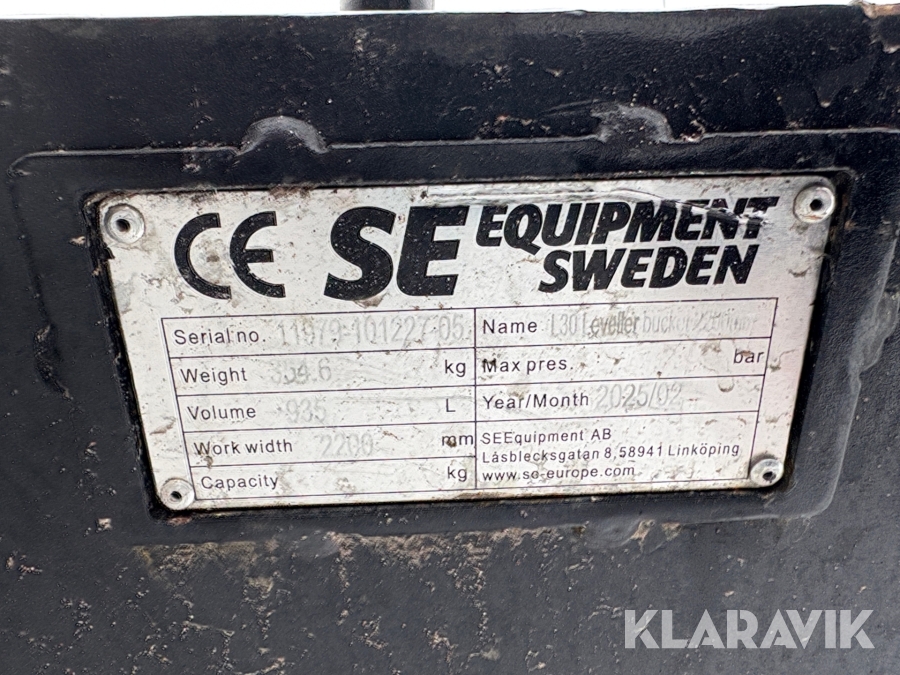 CE SE EQUIPMENT SWEDEN
Serial no. 11979-101227-05
Name L30 Leveller bucket 2200mm
Weight 354.6 kg
Max pres. bar
Volume 935 L
Year/Month 2025/02
Work width 2200 mm
SEEquipment AB
Låsblecksgatan 8,58941 Linköping
Capacity kg
www.se-europe.com
KLARAVIK